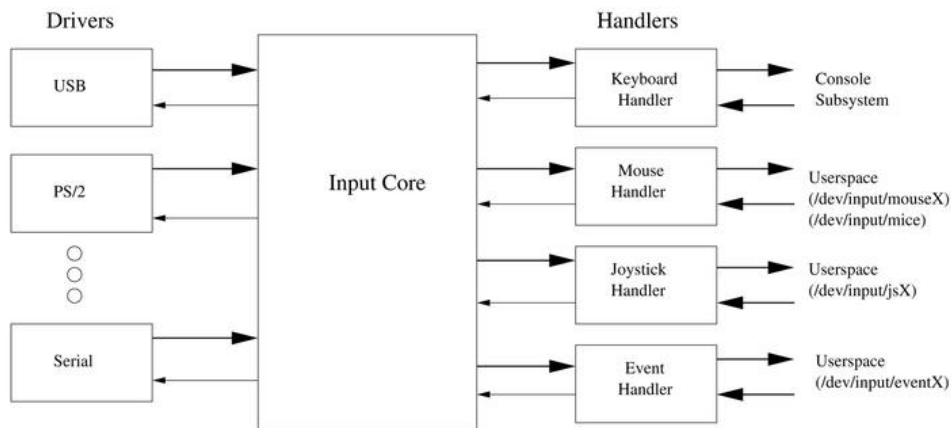 Drivers
Handlers
USB
PS/2
Serial
Input Core
Keyboard
Handler
Mouse
Handler
Joystick
Handler
Event
Handler
Console
Subsystem
Userspace
(/dev/input/mouseX)
(/dev/input/mice)
Userspace
(/dev/input/jsX)
Userspace
(/dev/input/eventX)